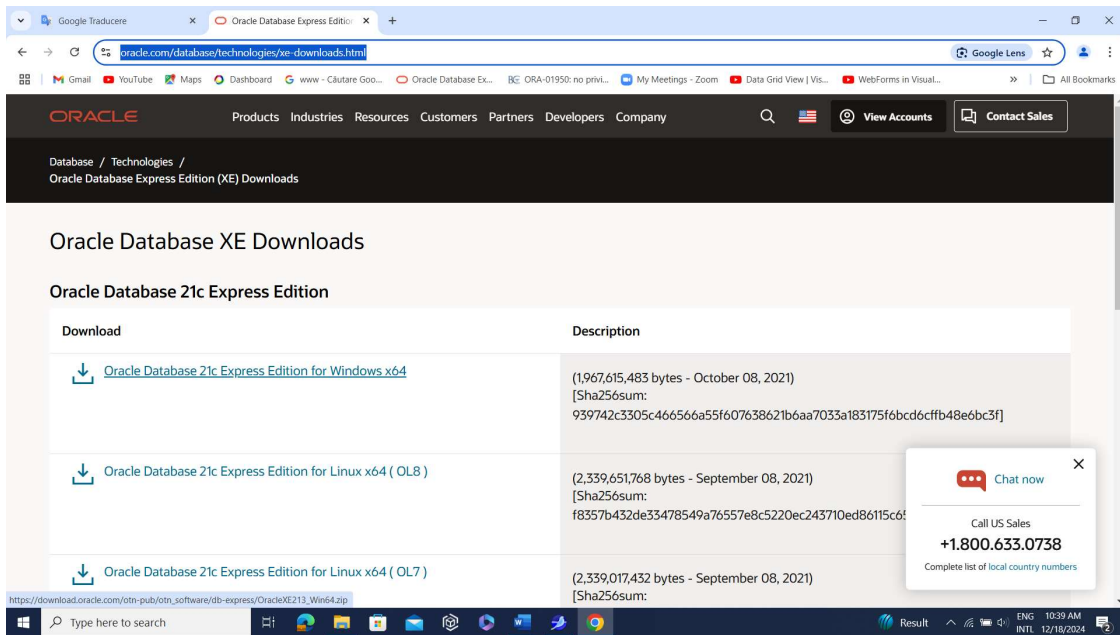 Google Traducere
Oracle Database Express Edition
oracle.com/database/technologies/xe-downloads.html
Google Lens
Gmail YouTube Maps Dashboard www - Căutare Goo... Oracle Database Ex... ORA-01950: no privi... My Meetings - Zoom Data Grid View | Vis... WebForms in Visual... » All Bookmarks
ORACLE Products Industries Resources Customers Partners Developers Company View Accounts Contact Sales
Database / Technologies /
Oracle Database Express Edition (XE) Downloads
Oracle Database XE Downloads
Oracle Database 21c Express Edition
Download Description
Oracle Database 21c Express Edition for Windows x64
(1,967,615,483 bytes - October 08, 2021)
[Sha256sum:
939742c3305c466566a55f607638621b6aa7033a183175f6bcd6cffb48e6bc3f]
Oracle Database 21c Express Edition for Linux x64 ( OL8 )
(2,339,651,768 bytes - September 08, 2021)
[Sha256sum:
f8357b432de33478549a76557e8c5220ec243710ed86115c65
Oracle Database 21c Express Edition for Linux x64 ( OL7 )
(2,339,017,432 bytes - September 08, 2021)
[Sha256sum:
Chat now
Call US Sales
+1.800.633.0738
Complete list of local country numbers
https://download.oracle.com/otn-pub/otn_software/db-express/OracleXE213_Win64.zip
Type here to search
Result
ENG 10:39 AM
INTL 12/18/2024